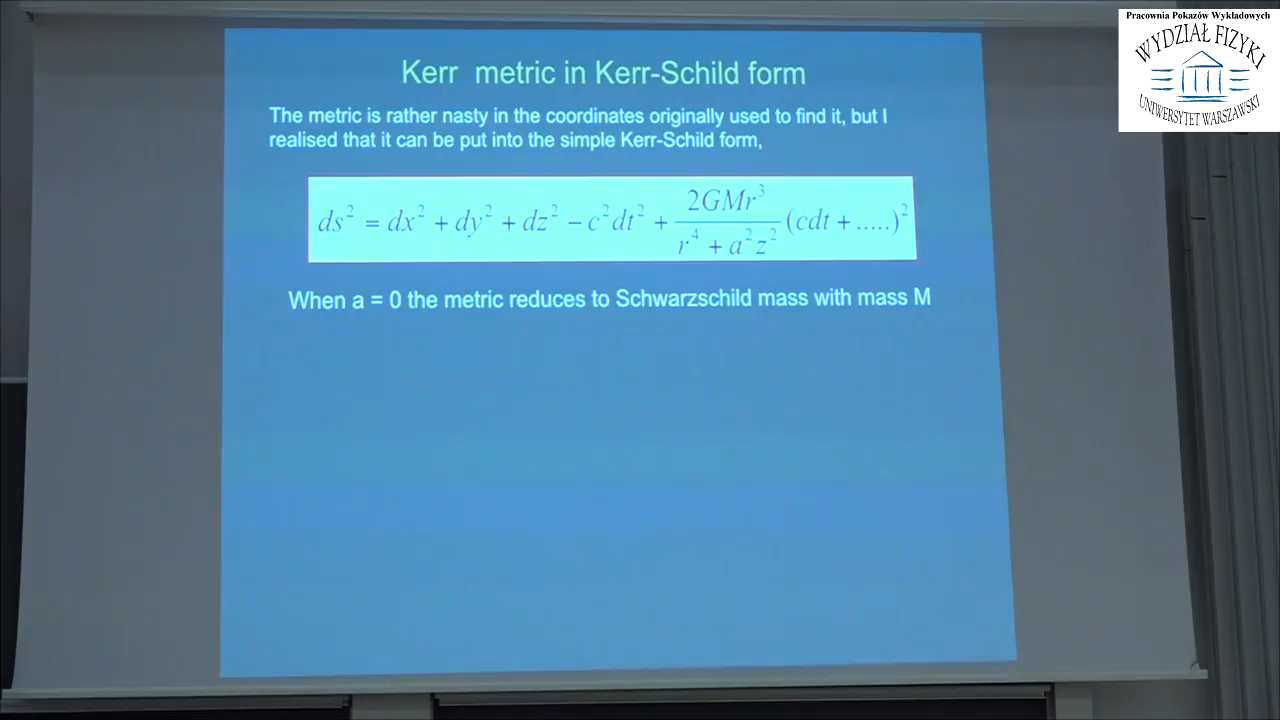 Pracownia Pokazów Wykładowych
WYDZIAŁ FIZYKI
UNIWERSYTET WARSZAWSKI
Kerr metric in Kerr-Schild form
The metric is rather nasty in the coordinates originally used to find it, but I
realised that it can be put into the simple Kerr-Schild form,
ds² = dx² + dy² + dz² − c²dt² + 2GMr³ / (r⁴ + a²z²) (cdt + .....)²
When a = 0 the metric reduces to Schwarzschild mass with mass M